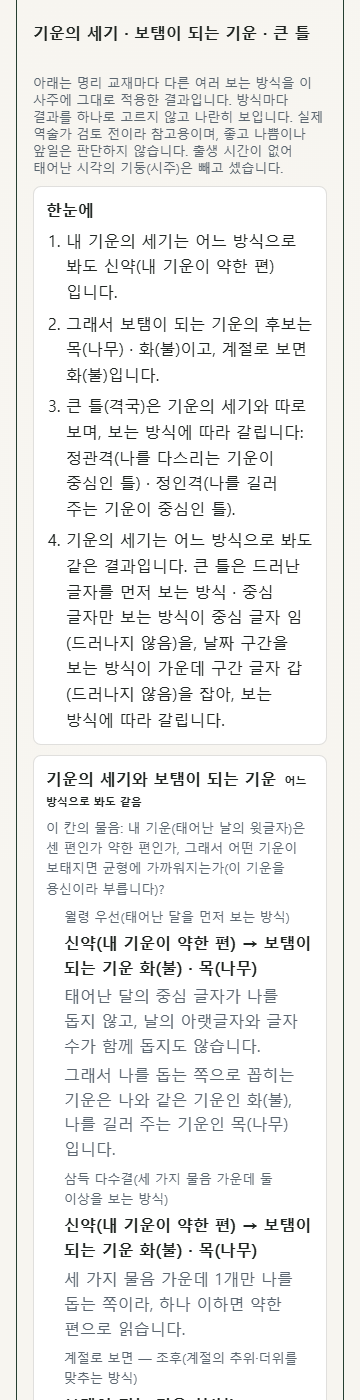 기운의 세기 · 보탬이 되는 기운 · 큰 틀
아래는 명리 교재마다 다른 여러 보는 방식을 이
사주에 그대로 적용한 결과입니다. 방식마다
결과를 하나로 고르지 않고 나란히 보입니다. 실제
역술가 검토 전이라 참고용이며, 좋고 나쁨이나
앞일은 판단하지 않습니다. 출생 시간이 없어
태어난 시각의 기둥(시주)은 빼고 셌습니다.
한눈에
1. 내 기운의 세기는 어느 방식으로
봐도 신약(내 기운이 약한 편)
입니다.
2. 그래서 보탬이 되는 기운의 후보는
목(나무) · 화(불)이고, 계절로 보면
화(불)입니다.
3. 큰 틀(격국)은 기운의 세기와 따로
보며, 보는 방식에 따라 갈립니다:
정관격(나를 다스리는 기운이
중심인 틀) · 정인격(나를 길러
주는 기운이 중심인 틀).
4. 기운의 세기는 어느 방식으로 봐도
같은 결과입니다. 큰 틀은 드러난
글자를 먼저 보는 방식 · 중심
글자만 보는 방식이 중심 글자 임
(드러나지 않음)을, 날짜 구간을
보는 방식이 가운데 구간 글자 갑
(드러나지 않음)을 잡아, 보는
방식에 따라 갈립니다.
기운의 세기와 보탬이 되는 기운 어느
방식으로 봐도 같음
이 칸의 물음: 내 기운(태어난 날의 윗글자)은
센 편인가 약한 편인가, 그래서 어떤 기운이
보태지면 균형에 가까워지는가(이 기운을
용신이라 부릅니다)?
월령 우선(태어난 달을 먼저 보는 방식)
신약(내 기운이 약한 편) → 보탬이
되는 기운 화(불) · 목(나무)
태어난 달의 중심 글자가 나를
돕지 않고, 날의 아랫글자와 글자
수가 함께 돕지도 않습니다.
그래서 나를 돕는 쪽으로 꼽히는
기운은 나와 같은 기운인 화(불),
나를 길러 주는 기운인 목(나무)
입니다.
삼득 다수결(세 가지 물음 가운데 둘
이상을 보는 방식)
신약(내 기운이 약한 편) → 보탬이
되는 기운 화(불) · 목(나무)
세 가지 물음 가운데 1개만 나를
돕는 쪽이라, 하나 이하면 약한
편으로 읽습니다.
계절로 보면 — 조후(계절의 추위·더위를
맞추는 방식)